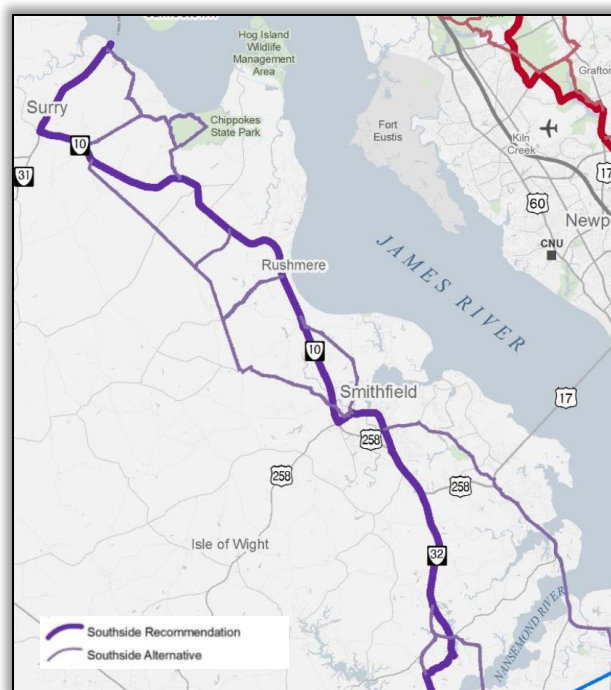 Hog Island
Wildlife
Management
Area
Grafton
Surry
Chippokes
State Park
Fort
Eustis
Kiln
Creek
10
31
17
60
Newp
CNU
JAMES RIVER
Rushmere
10
Smithfield
17
258
258
258
Isle of Wight
32
NANSEMOND RIVER
Southside Recommendation
Southside Alternative